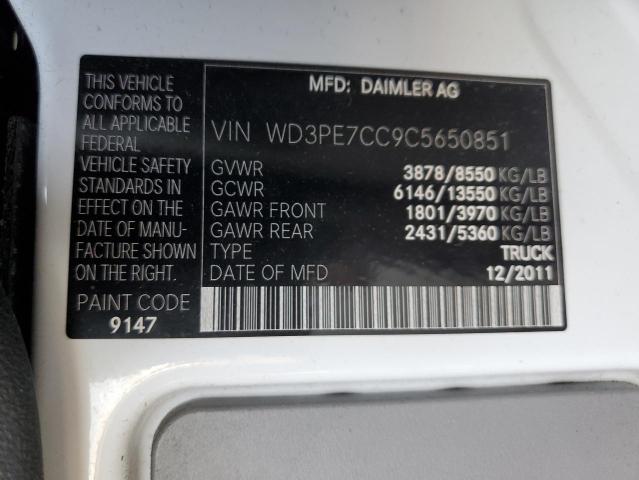 MFD: DAIMLER AG
THIS VEHICLE
CONFORMS TO
ALL APPLICABLE
FEDERAL
VEHICLE SAFETY
STANDARDS IN
EFFECT ON THE
DATE OF MANU-
FACTURE SHOWN
ON THE RIGHT.
PAINT CODE
9147
VIN WD3PE7CC9C5650851
GVWR 3878/8550 KG/LB
GCWR 6146/13550 KG/LB
GAWR FRONT 1801/3970 KG/LB
GAWR REAR 2431/5360 KG/LB
TYPE TRUCK
DATE OF MFD 12/2011